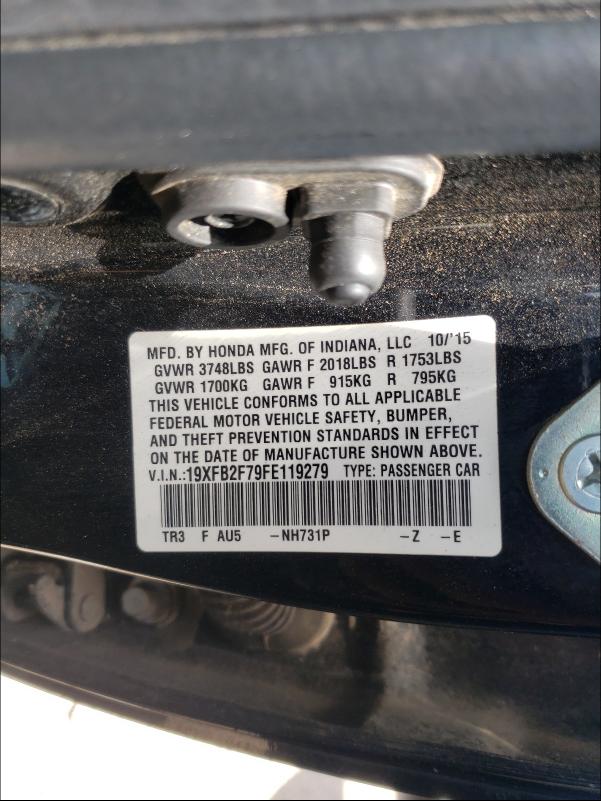 MFD. BY HONDA MFG. OF INDIANA, LLC 10/'15
GVWR 3748LBS GAWR F 2018LBS R 1753LBS
GVWR 1700KG GAWR F 915KG R 795KG
THIS VEHICLE CONFORMS TO ALL APPLICABLE
FEDERAL MOTOR VEHICLE SAFETY, BUMPER,
AND THEFT PREVENTION STANDARDS IN EFFECT
ON THE DATE OF MANUFACTURE SHOWN ABOVE.
V.I.N.:19XFB2F79FE119279 TYPE: PASSENGER CAR
TR3 F AU5 -NH731P -Z -E